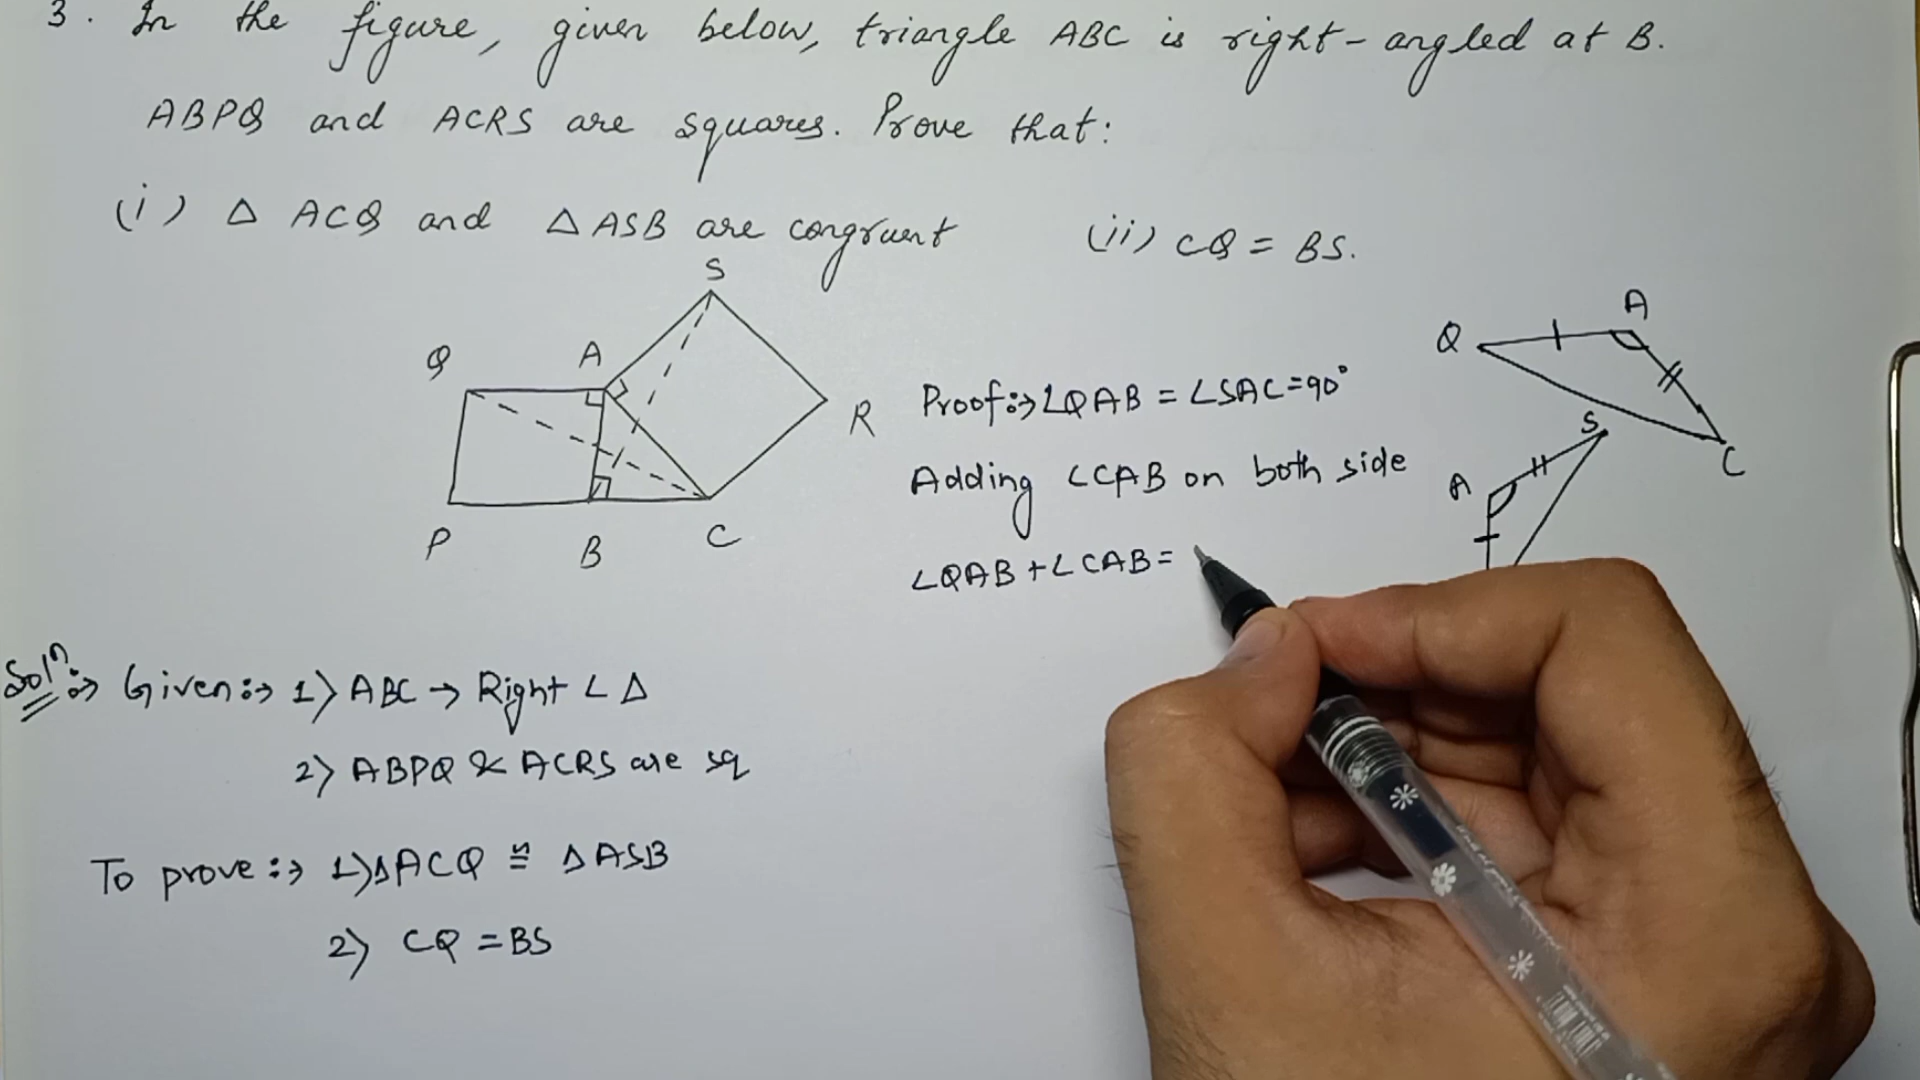 3. In the figure, given below, triangle ABC is right-angled at B.
ABPQ and ACRS are squares. Prove that:
(i) △ ACQ and △ASB are congruent (ii) CQ = BS.
S
Q A
R
P B C
Proof:→ ∠QAB = ∠SAC = 90°
Adding ∠CAB on both side
∠QAB + ∠CAB =
Q A
C
S
A
Solⁿ:→ Given:→ 1) ABC → Right ∠ △
2) ABPQ & ACRS are sq
To prove:→ 1) △ACQ ≅ △ASB
2) CQ = BS